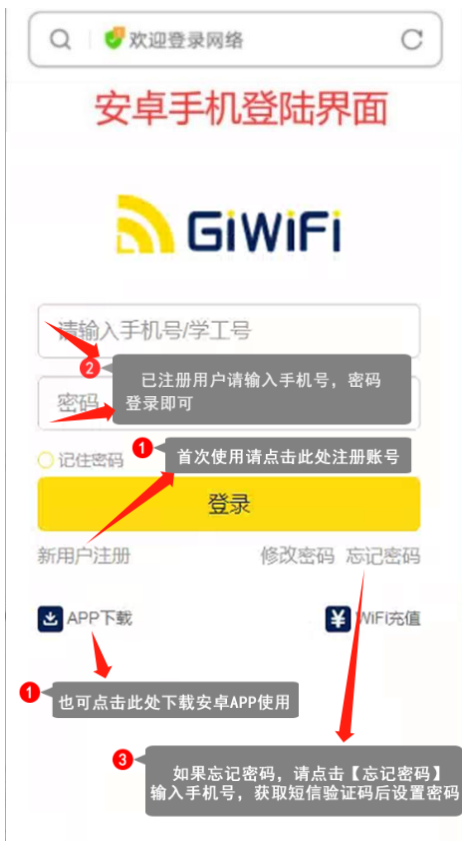 欢迎登录网络
安卓手机登陆界面
GiWiFi
请输入手机号/学工号
2
已注册用户请输入手机号，密码
登录即可
密码
记住密码
1
首次使用请点击此处注册账号
登录
新用户注册 修改密码 忘记密码
APP下载 WiFi充值
1
也可点击此处下载安卓APP使用
3
如果忘记密码，请点击【忘记密码】
输入手机号，获取短信验证码后设置密码